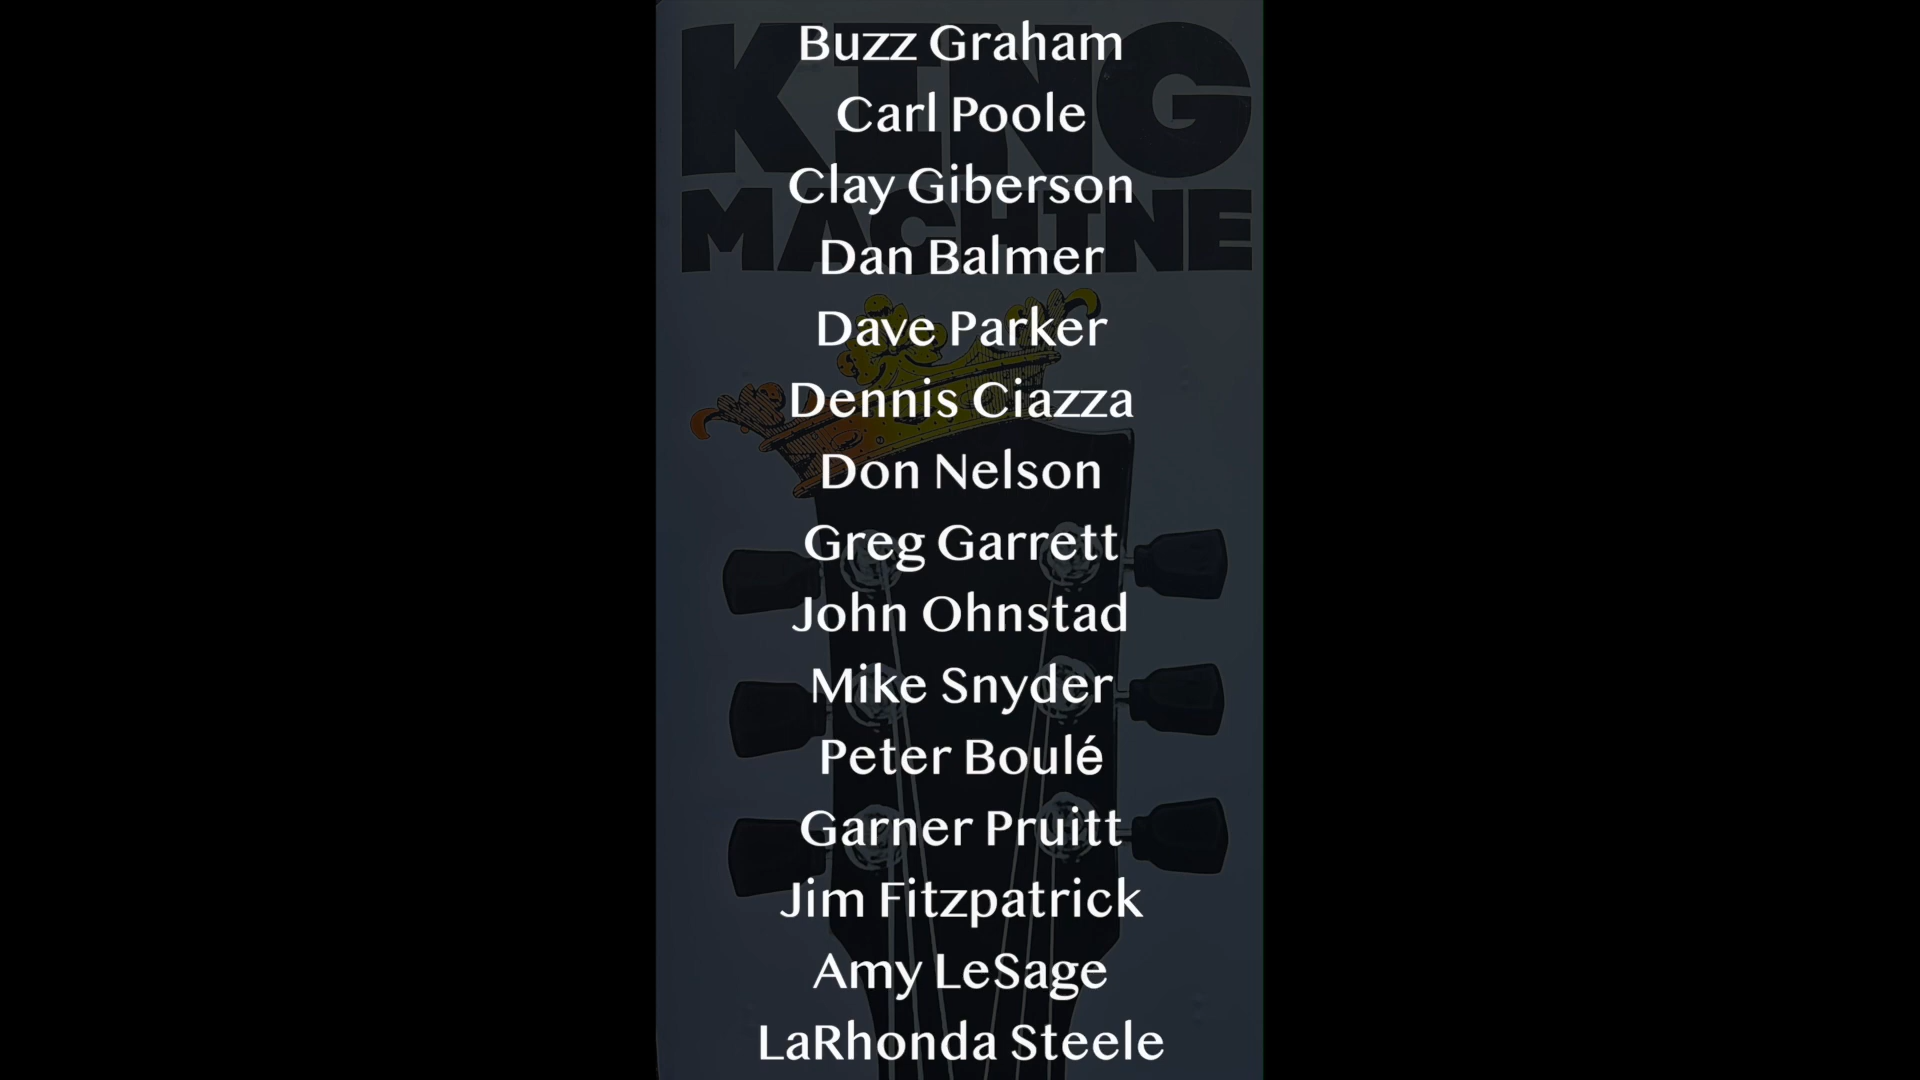 KING
MACHINE
Buzz Graham
Carl Poole
Clay Giberson
Dan Balmer
Dave Parker
Dennis Ciazza
Don Nelson
Greg Garrett
John Ohnstad
Mike Snyder
Peter Boulé
Garner Pruitt
Jim Fitzpatrick
Amy LeSage
LaRhonda Steele